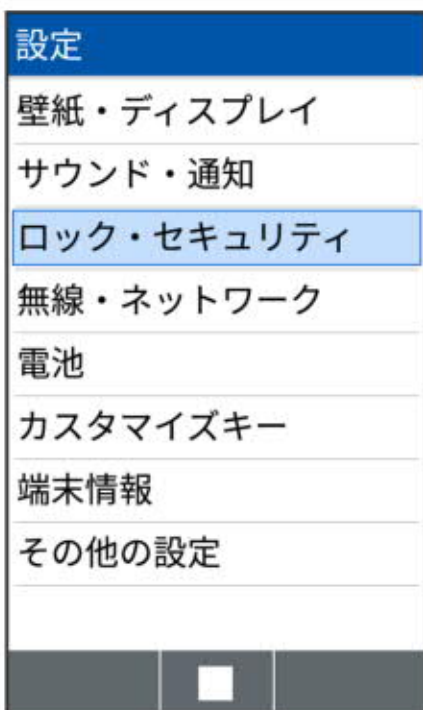 設定
壁紙・ディスプレイ
サウンド・通知
ロック・セキュリティ
無線・ネットワーク
電池
カスタマイズキー
端末情報
その他の設定